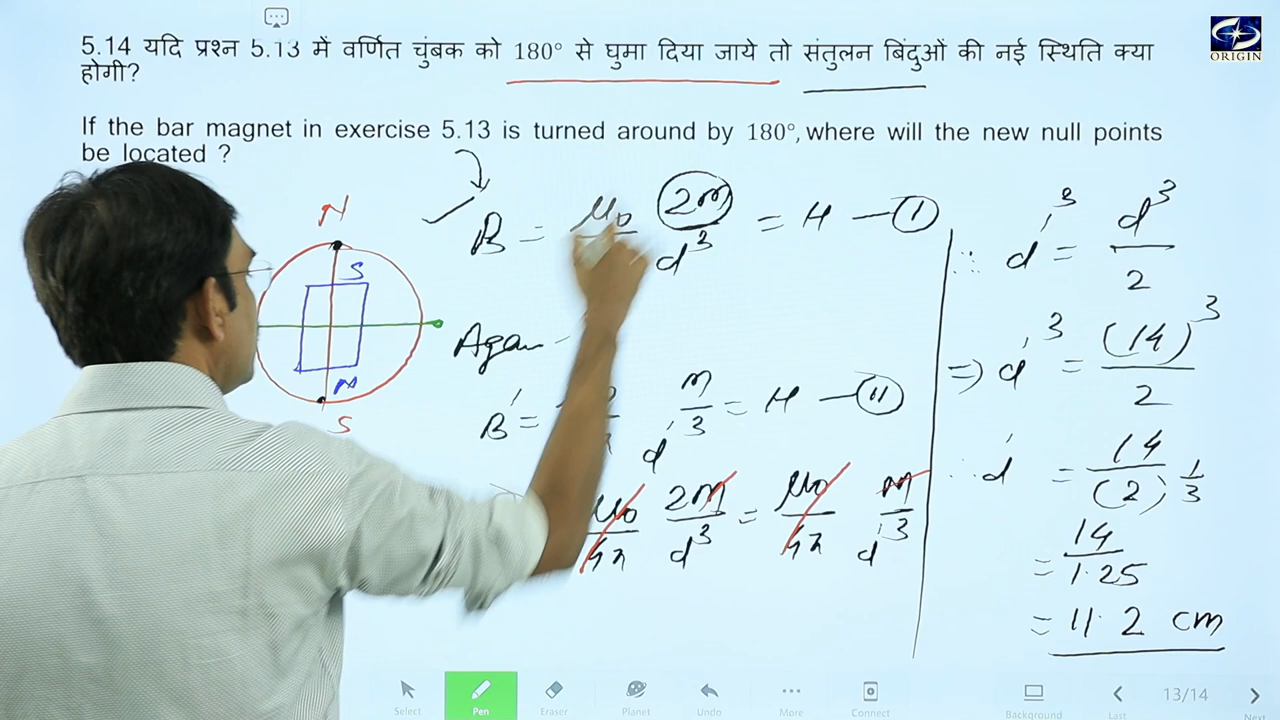 ORIGIN
5.14 यदि प्रश्न 5.13 में वर्णित चुंबक को 180° से घुमा दिया जाये तो संतुलन बिंदुओं की नई स्थिति क्या
होगी?
If the bar magnet in exercise 5.13 is turned around by 180°, where will the new null points
be located ?
N
S
N
S
B = μ0 2m/d³ = H — (I)
Again
B' = m/d'³ = H — (II)
μ0/4π 2m/d³ = μ0/4π m/d'³
∴ d'³ = d³/2
=> d'³ = (14)³/2
∴ d' = 14/(2)^1/3
= 14/1.25
= 11.2 cm
Select Pen Eraser Planet Undo More Connect Background Last 13/14 Next